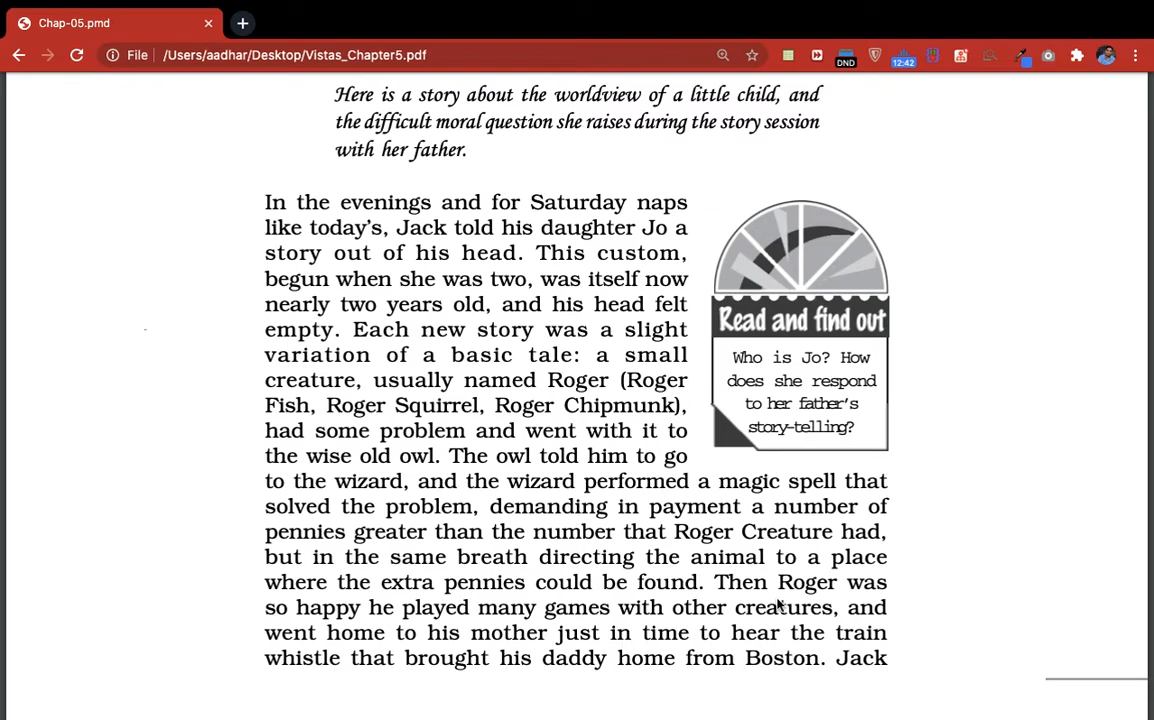 Chap-05.pmd
File
/Users/aadhar/Desktop/Vistas_Chapter5.pdf
DND
12:42
Here is a story about the worldview of a little child, and
the difficult moral question she raises during the story session
with her father.
In the evenings and for Saturday naps
like today's, Jack told his daughter Jo a
story out of his head. This custom,
begun when she was two, was itself now
nearly two years old, and his head felt
empty. Each new story was a slight
variation of a basic tale: a small
creature, usually named Roger (Roger
Fish, Roger Squirrel, Roger Chipmunk),
had some problem and went with it to
the wise old owl. The owl told him to go
to the wizard, and the wizard performed a magic spell that
solved the problem, demanding in payment a number of
pennies greater than the number that Roger Creature had,
but in the same breath directing the animal to a place
where the extra pennies could be found. Then Roger was
so happy he played many games with other creatures, and
went home to his mother just in time to hear the train
whistle that brought his daddy home from Boston. Jack
Read and find out
Who is Jo? How
does she respond
to her father's
story-telling?